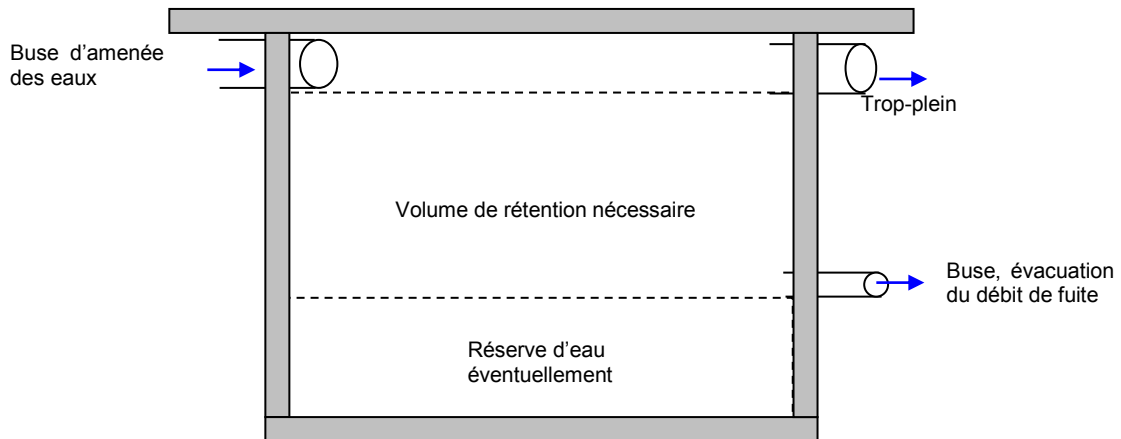 Buse d'amenée
des eaux
Trop-plein
Volume de rétention nécessaire
Buse, évacuation
du débit de fuite
Réserve d'eau
éventuellement